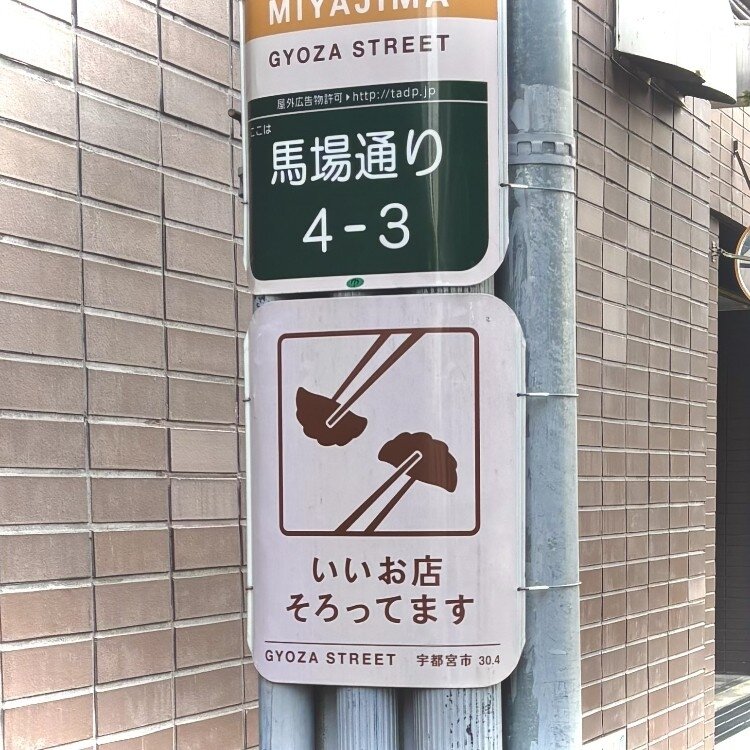 MIYAJIMA
GYOZA STREET
屋外広告物許可▶http://tadp.jp
ここは
馬場通り
4-3
いいお店
そろってます
GYOZA STREET 宇都宮市 30.4